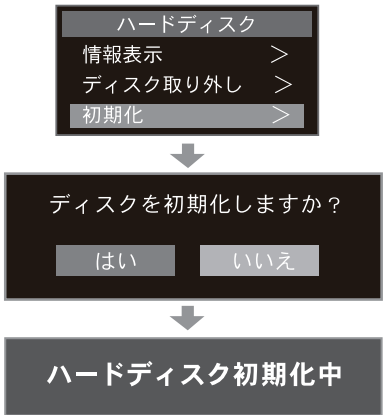 ハードディスク
情報表示 ＞
ディスク取り外し ＞
初期化 ＞
ディスクを初期化しますか？
はい いいえ
ハードディスク初期化中